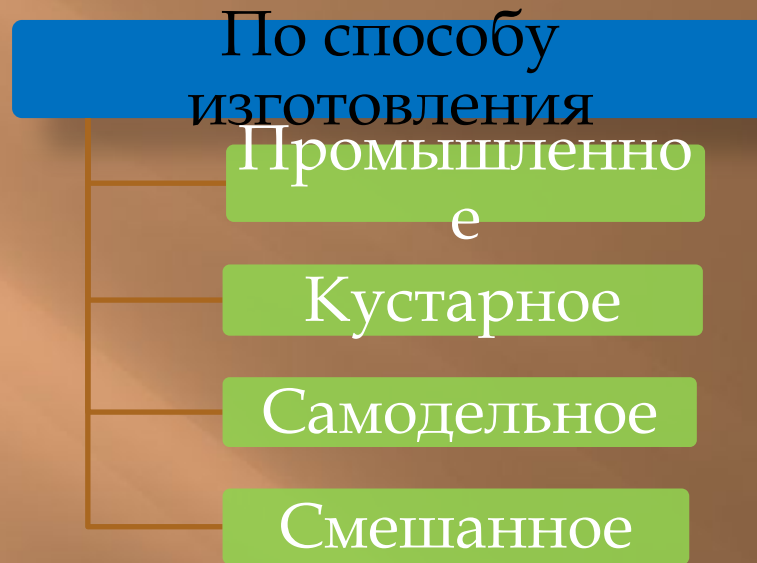 По способу
изготовления
Промышленно
е
Кустарное
Самодельное
Смешанное